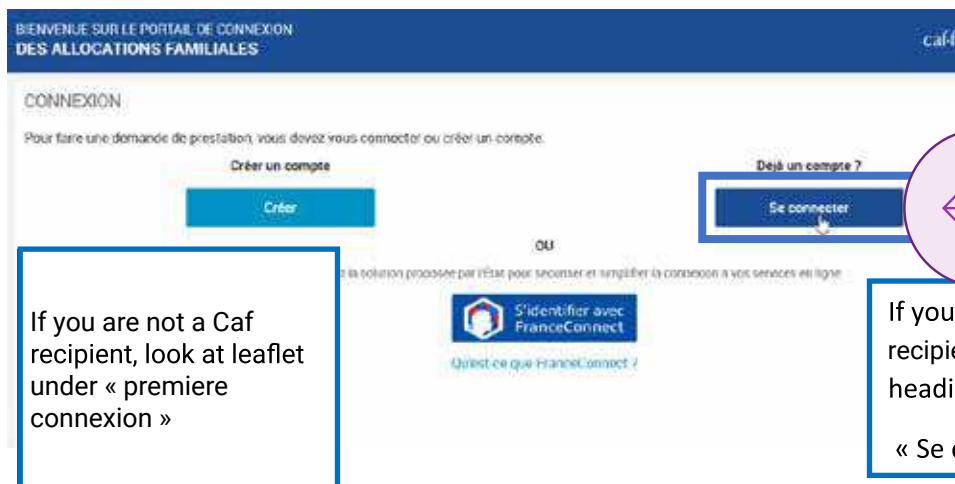 BIENVENUE SUR LE PORTAIL DE CONNEXION
DES ALLOCATIONS FAMILIALES
caf-f
CONNEXION
Pour faire une demande de prestation, vous devez vous connecter ou créer un compte.
Créer un compte
Déjà un compte ?
Créer
Se connecter
OU
la solution proposée par l'État pour sécuriser et simplifier la connexion à vos services en ligne
S'identifier avec
FranceConnect
Qu'est-ce que FranceConnect ?
If you are not a Caf
recipient, look at leaflet
under « premiere
connexion »
If you
recipie
headi
« Se